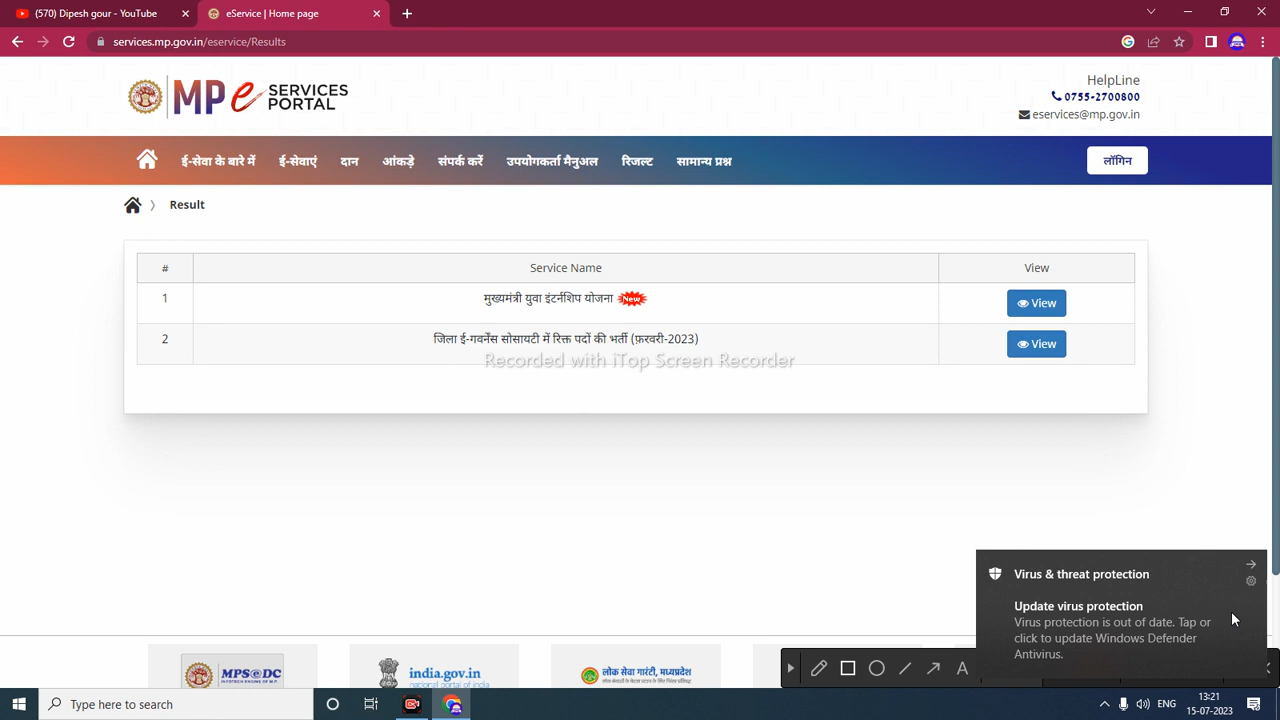 (570) Dipesh gour - YouTube
eService | Home page
services.mp.gov.in/eservice/Results
MP e SERVICES PORTAL
HelpLine
0755-2700800
eservices@mp.gov.in
ई-सेवा के बारे में ई-सेवाएं दान आंकड़े संपर्क करें उपयोगकर्ता मैनुअल रिजल्ट सामान्य प्रश्न लॉगिन
Result
# Service Name View
1 मुख्यमंत्री युवा इंटर्नशिप योजना New View
2 जिला ई-गवर्नेंस सोसायटी में रिक्त पदों की भर्ती (फ़रवरी-2023) View
Recorded with iTop Screen Recorder
Virus & threat protection
Update virus protection
Virus protection is out of date. Tap or
click to update Windows Defender
Antivirus.
MPSeDC
india.gov.in
national portal of india
लोक सेवा गारंटी, मध्यप्रदेश
A
Type here to search
ENG
13:21
15-07-2023